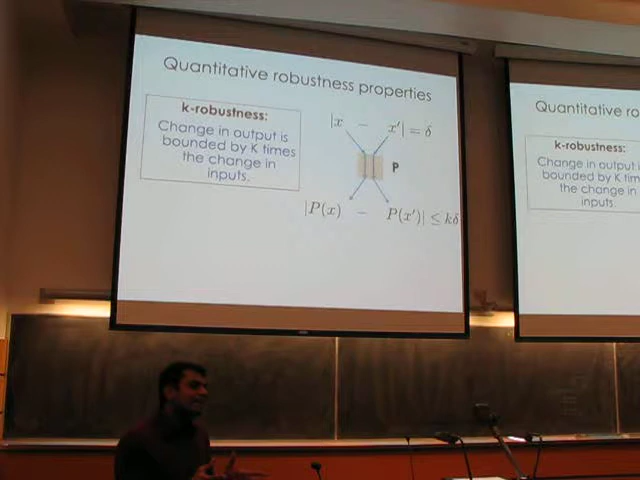 Quantitative robustness properties
k-robustness:
Change in output is
bounded by K times
the change in
inputs.
|x − x'| = δ
P
|P(x) − P(x')| ≤ kδ
Quantitative ro
k-robustness:
Change in output i
bounded by K time
the change in
inputs.